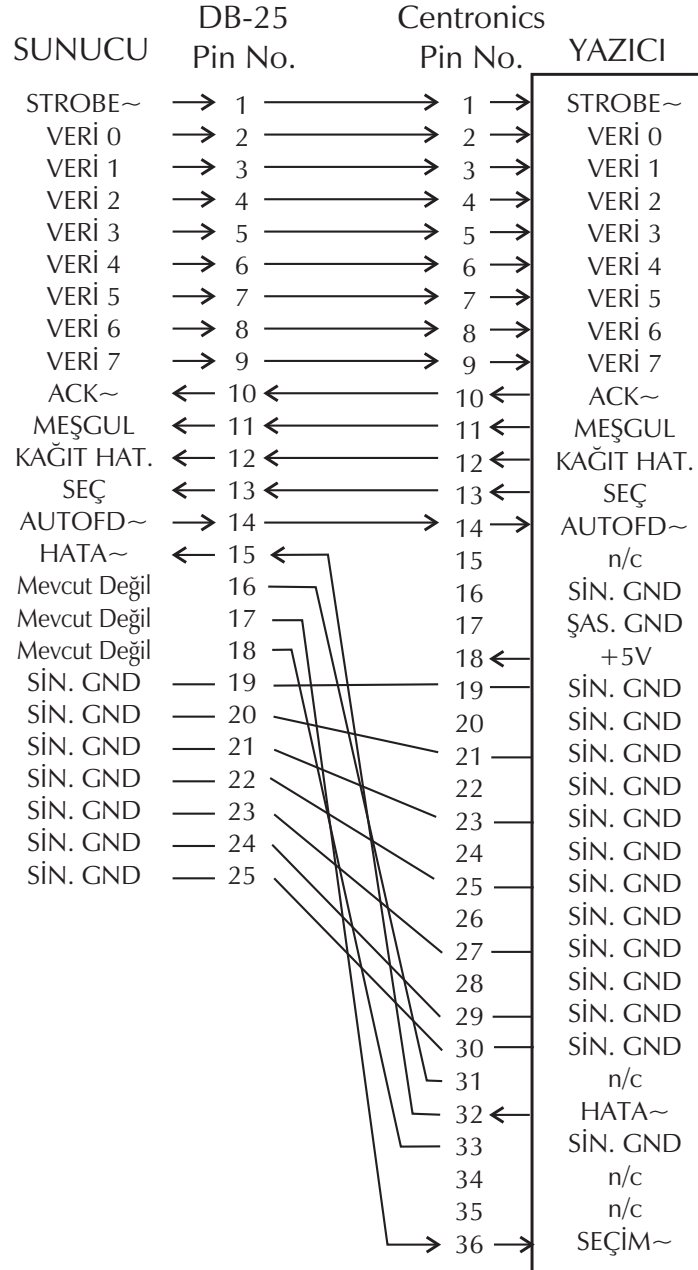 DB-25 Centronics
SUNUCU Pin No. Pin No. YAZICI
STROBE~ 1 1 STROBE~
VERİ 0 2 2 VERİ 0
VERİ 1 3 3 VERİ 1
VERİ 2 4 4 VERİ 2
VERİ 3 5 5 VERİ 3
VERİ 4 6 6 VERİ 4
VERİ 5 7 7 VERİ 5
VERİ 6 8 8 VERİ 6
VERİ 7 9 9 VERİ 7
ACK~ 10 10 ACK~
MEŞGUL 11 11 MEŞGUL
KAĞIT HAT. 12 12 KAĞIT HAT.
SEÇ 13 13 SEÇ
AUTOFD~ 14 14 AUTOFD~
HATA~ 15 15 n/c
Mevcut Değil 16 16 SİN. GND
Mevcut Değil 17 17 ŞAS. GND
Mevcut Değil 18 18 +5V
SİN. GND 19 19 SİN. GND
SİN. GND 20 20 SİN. GND
SİN. GND 21 21 SİN. GND
SİN. GND 22 22 SİN. GND
SİN. GND 23 23 SİN. GND
SİN. GND 24 24 SİN. GND
SİN. GND 25 25 SİN. GND
26 SİN. GND
27 SİN. GND
28 SİN. GND
29 SİN. GND
30 SİN. GND
31 n/c
32 HATA~
33 SİN. GND
34 n/c
35 n/c
36 SEÇİM~